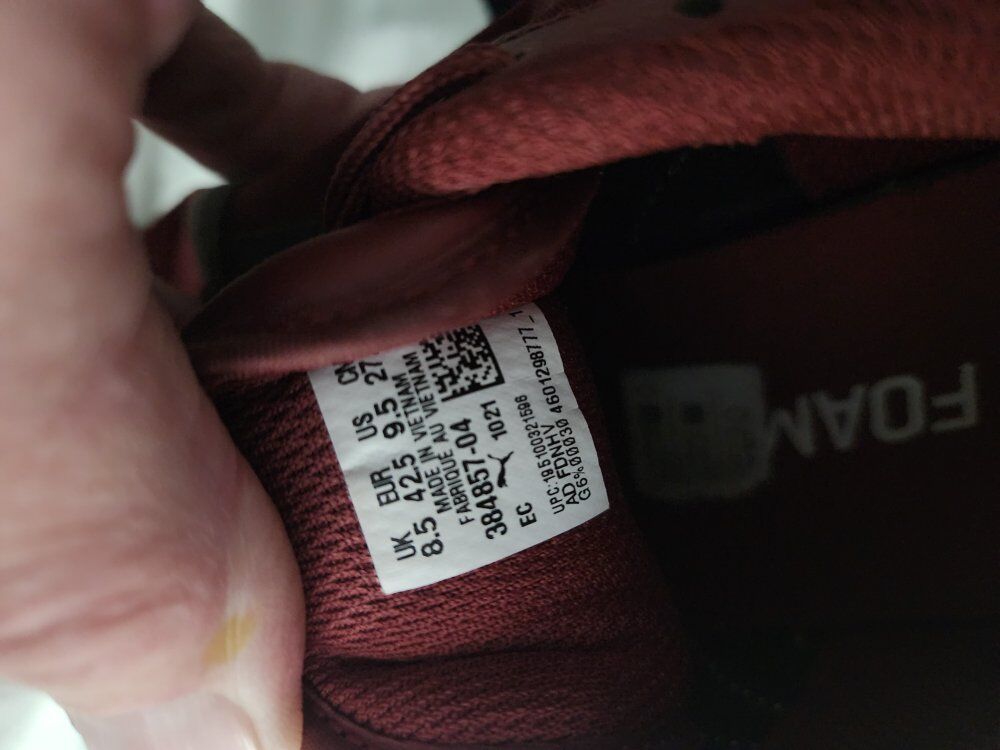 UK EUR US CM
8.5 42.5 9.5 27
MADE IN VIETNAM
FABRIQUE AU VIETNAM
384857-04
1021
EC
UPC:195100321596
AD FDNHV
G6%00030 4601298777_1
FOAM